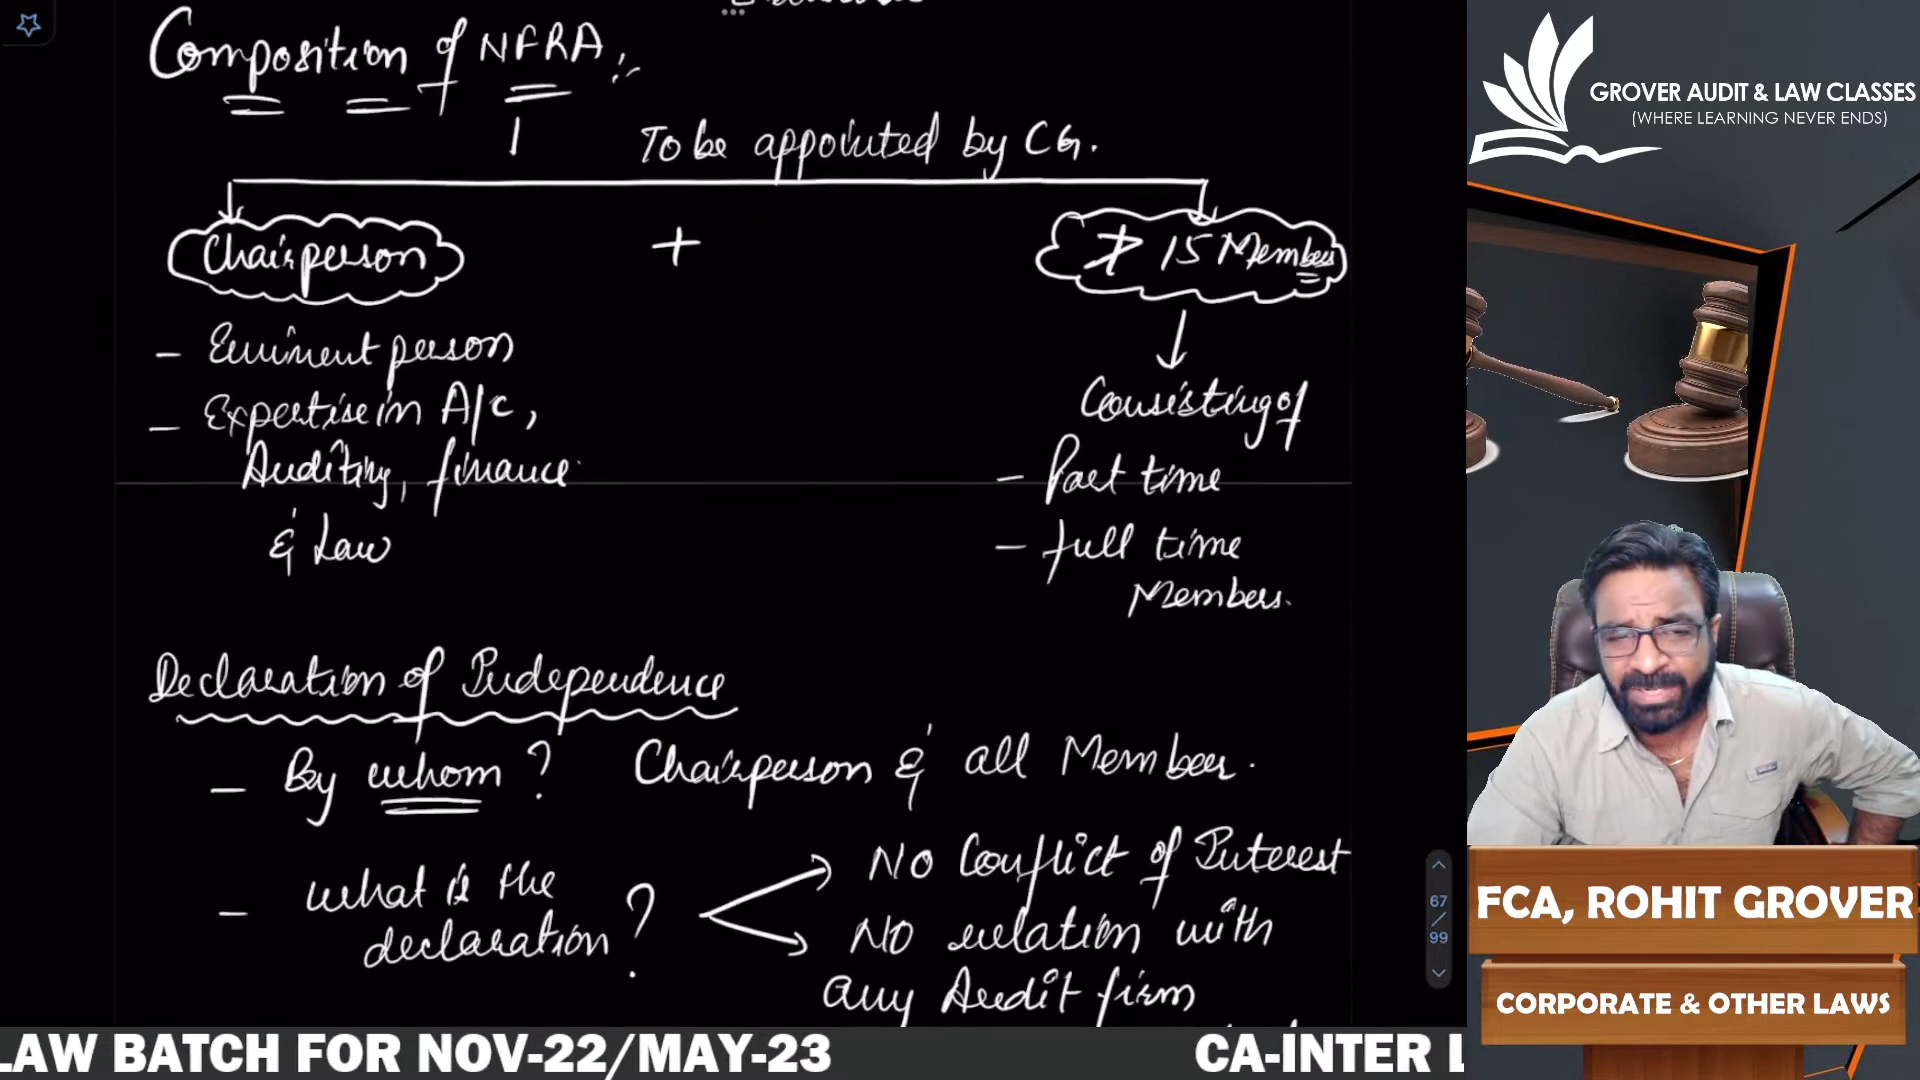 Composition of NFRA :-
To be appointed by CG.
Chairperson + ≯ 15 Members
- Eminent person
- Expertise in A/c,
Auditing, finance
& Law
Consisting of
- Part time
- full time
Members.
Declaration of Independence
- By whom? Chairperson & all Member.
- what is the
declaration ?
No Conflict of Interest
No relation with
any Audit firm
67
/
99
GROVER AUDIT & LAW CLASSES
(WHERE LEARNING NEVER ENDS)
FCA, ROHIT GROVER
CORPORATE & OTHER LAWS
LAW BATCH FOR NOV-22/MAY-23 CA-INTER L